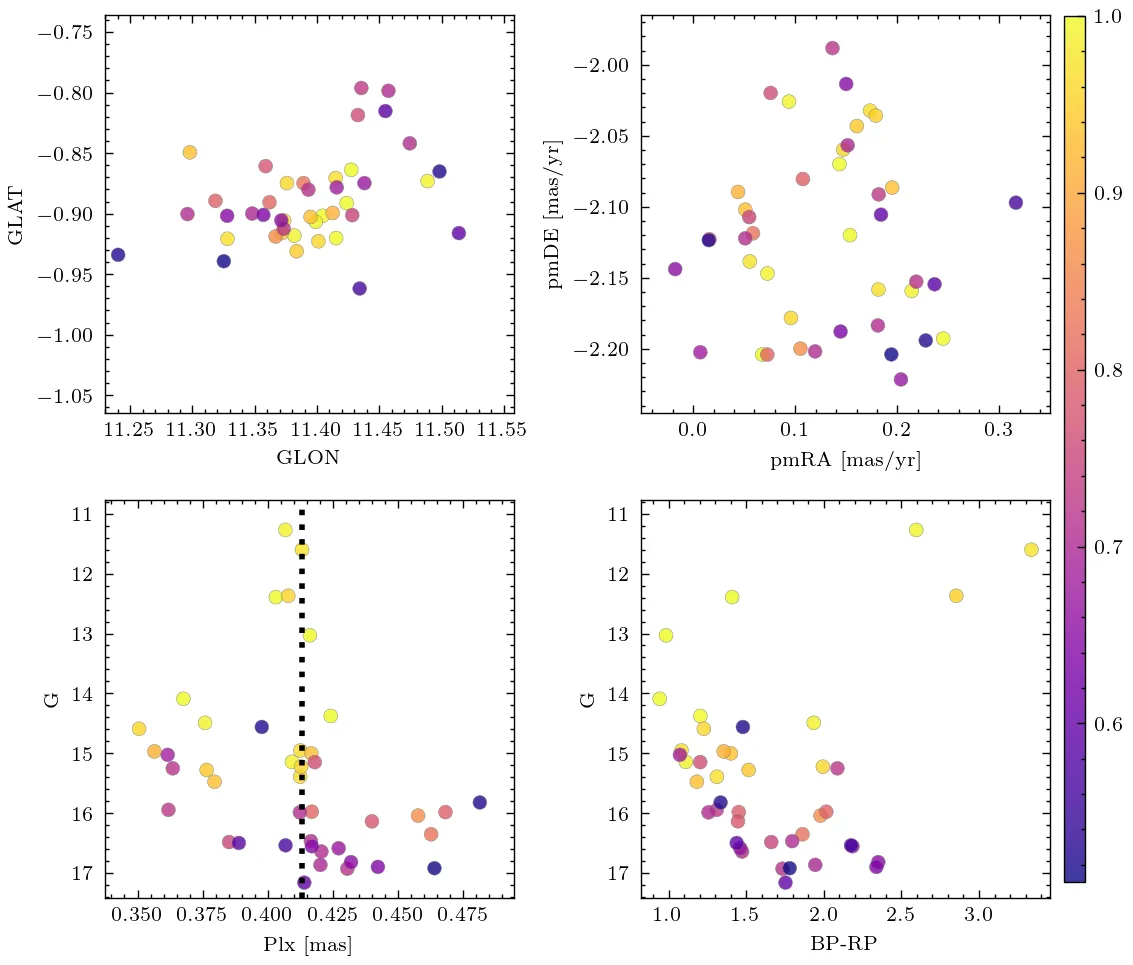 −0.75
−0.80
−0.85
−0.90
−0.95
−1.00
−1.05
GLAT
11.25 11.30 11.35 11.40 11.45 11.50 11.55
GLON
−2.00
−2.05
−2.10
−2.15
−2.20
pmDE [mas/yr]
0.0 0.1 0.2 0.3
pmRA [mas/yr]
1.0
0.9
0.8
0.7
0.6
11
12
13
14
15
16
17
G
0.350 0.375 0.400 0.425 0.450 0.475
Plx [mas]
11
12
13
14
15
16
17
G
1.0 1.5 2.0 2.5 3.0
BP-RP